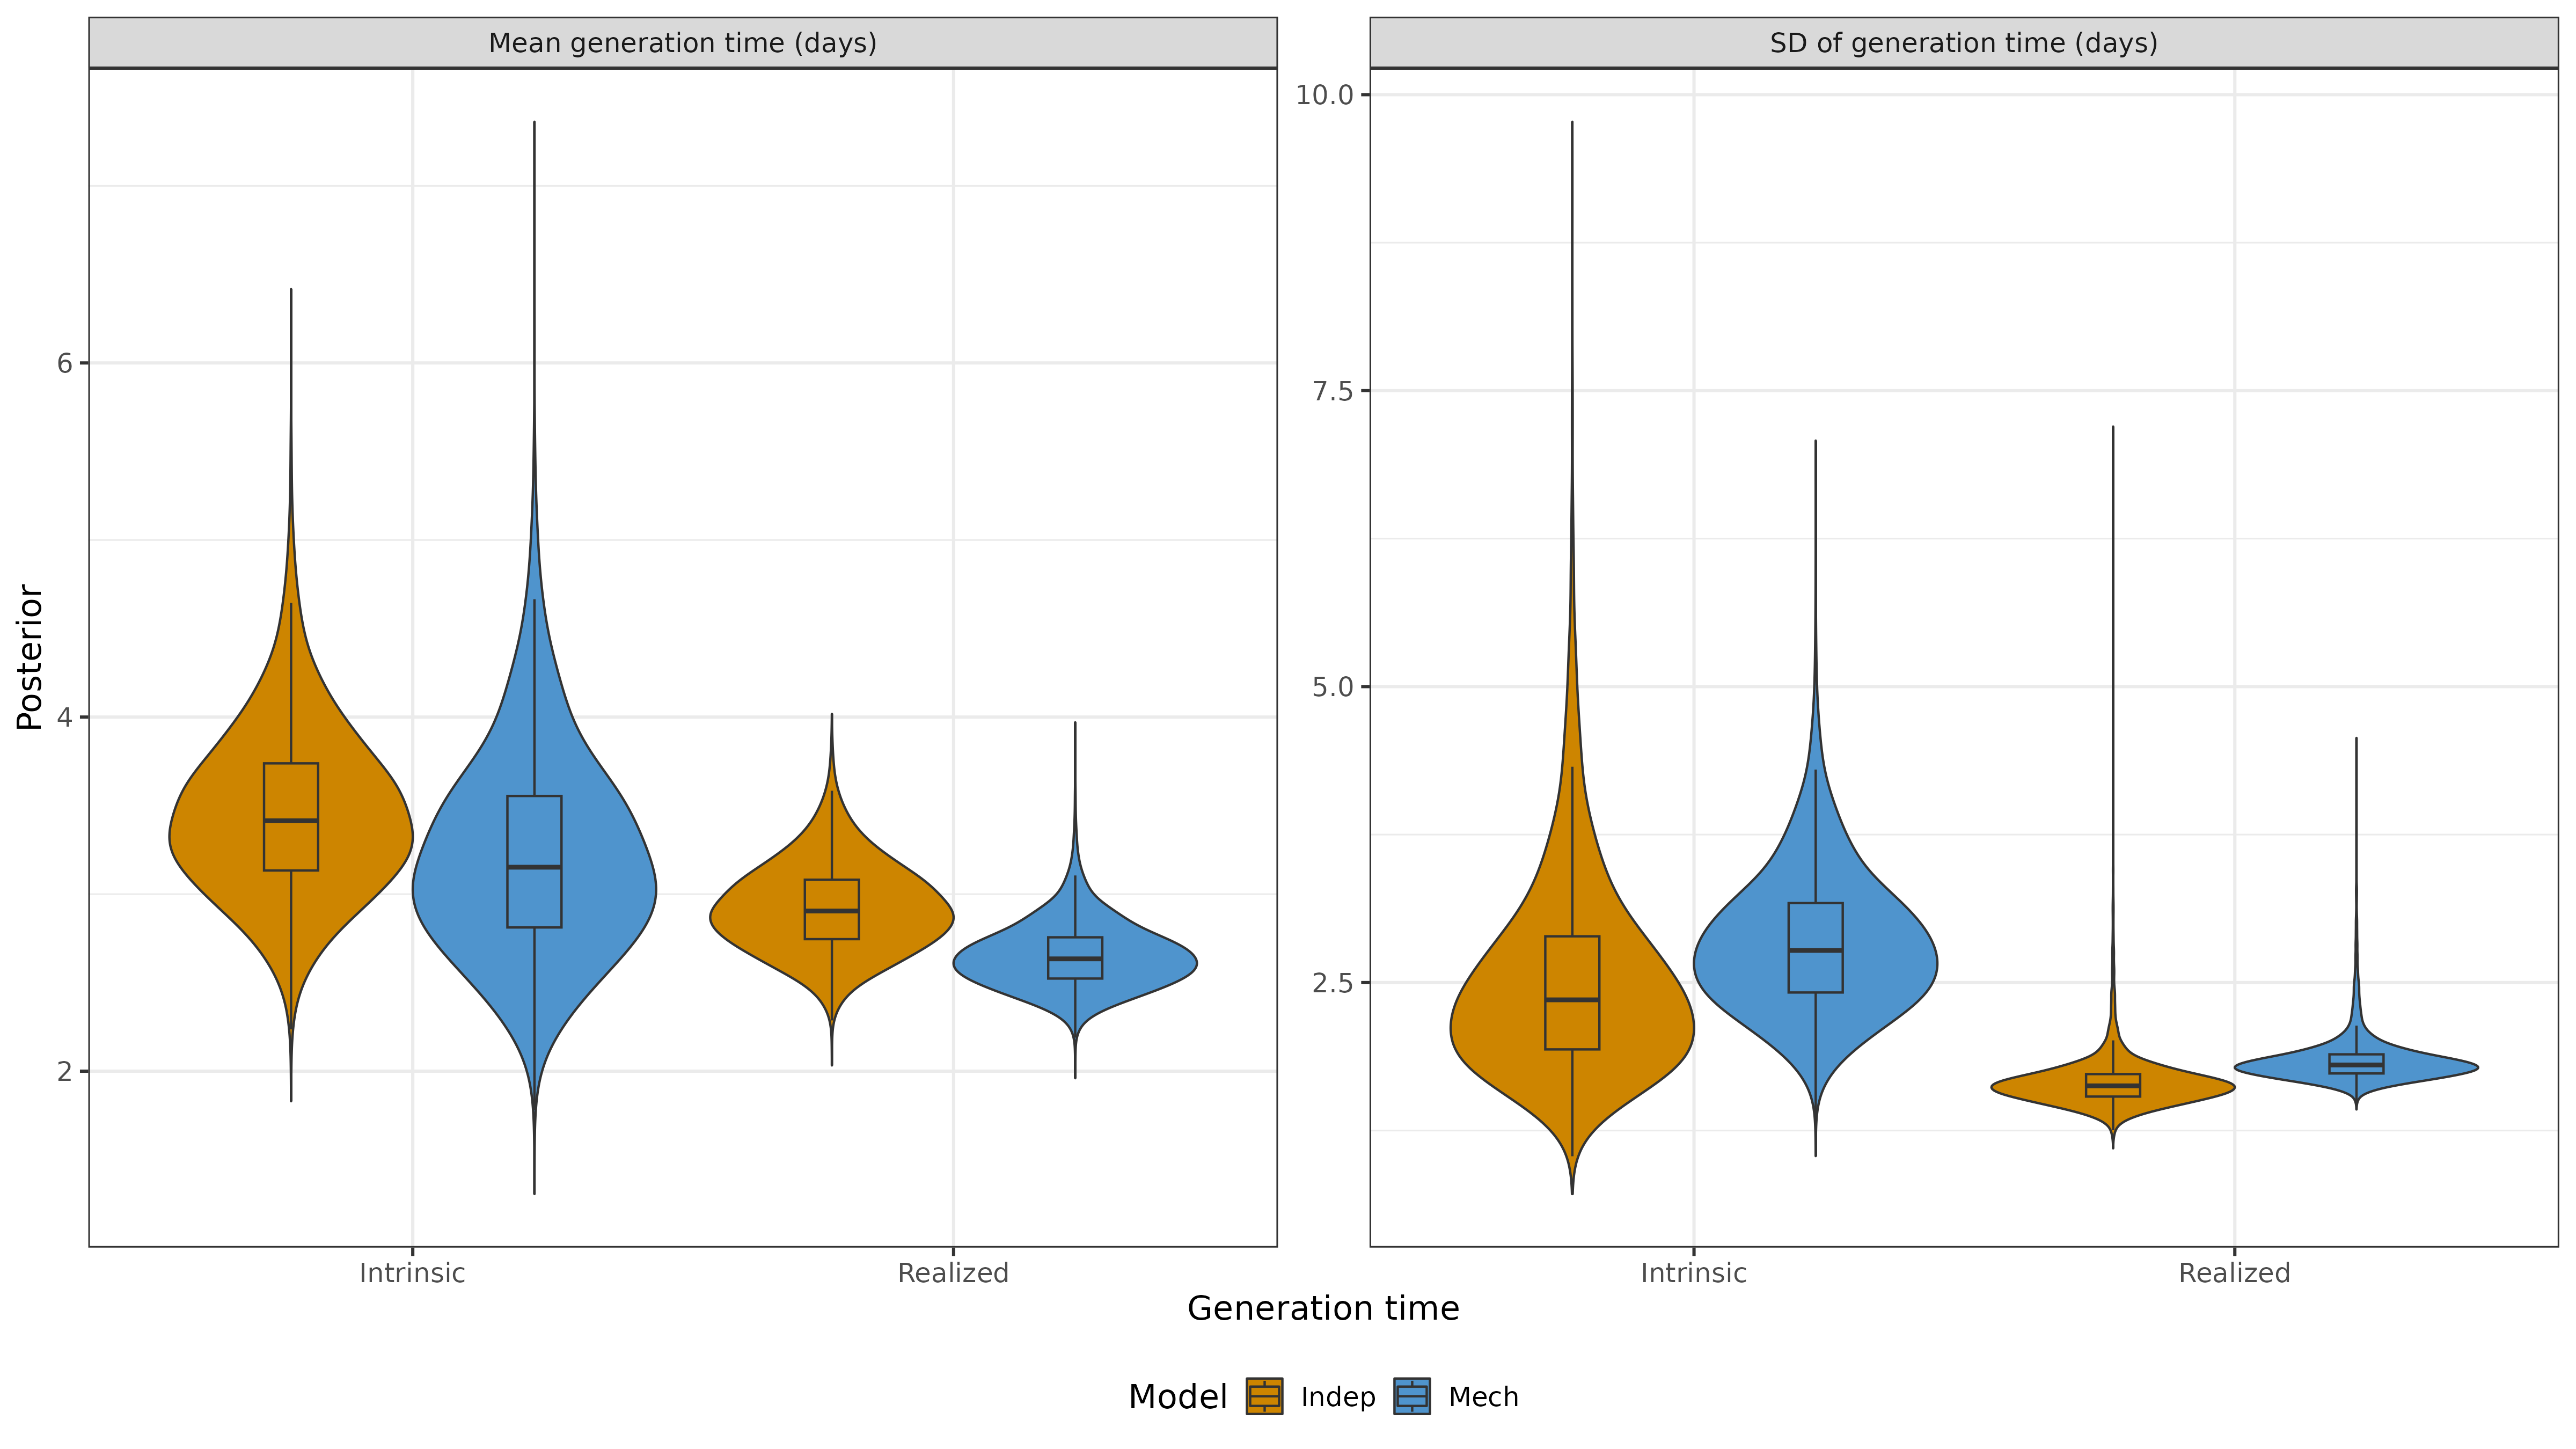 Mean generation time (days)
SD of generation time (days)
Posterior
6
4
2
10.0
7.5
5.0
2.5
Intrinsic
Realized
Intrinsic
Realized
Generation time
Model Indep Mech